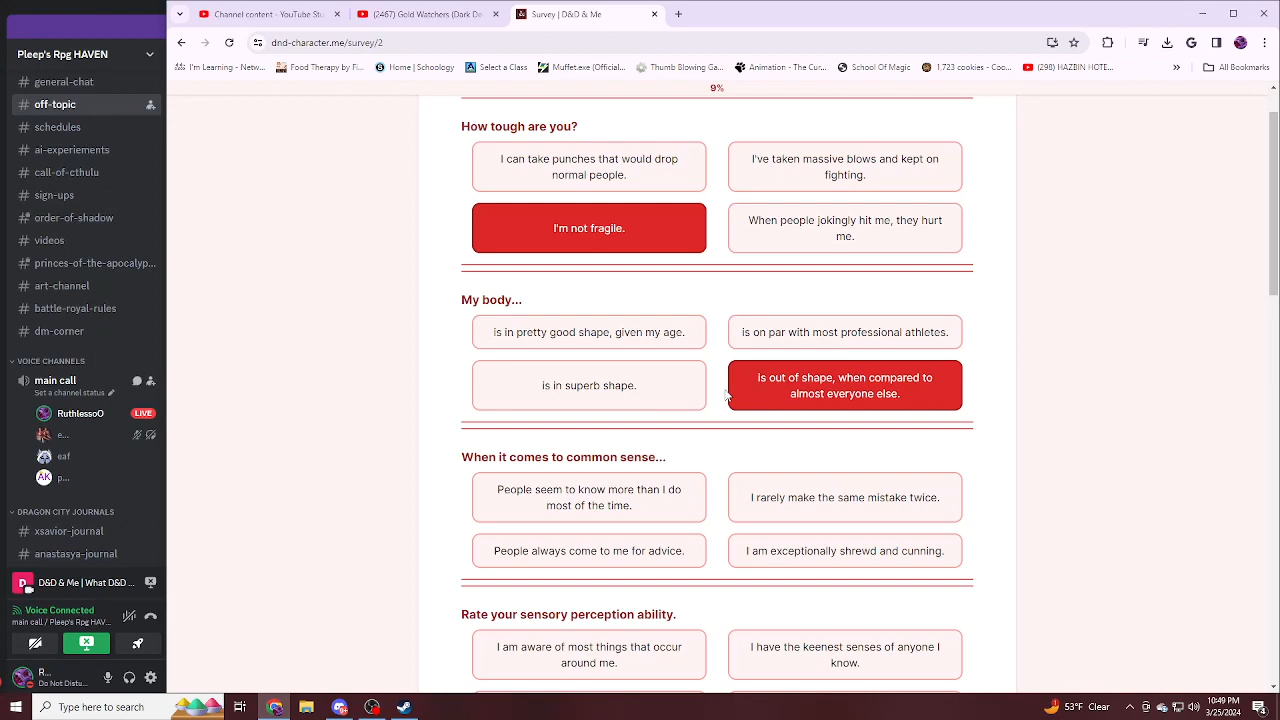 Pleep's Rpg HAVEN
# general-chat
# off-topic
# schedules
# ai-experiements
# call-of-cthulu
# sign-ups
# order-of-shadow
# videos
# princes-of-the-apocalyp...
# art-channel
# battle-royal-rules
# dm-corner
VOICE CHANNELS
main call
Set a channel status
RuthlessoO LIVE
e...
eaf
AK p...
DRAGON CITY JOURNALS
# xsavior-journal
# anastasya-journal
D D&D & Me | What D&D ...
Voice Connected
main call / Pleep's Rpg HAV...
R...
Do Not Distu...
Channel content - YouTube Stu
(2467) Gold Watchers (Dark De
Survey | D&D & Me
dnd-character.me/survey/2
I'm Learning - Netw...
Food Therapy by Fi...
Home | Schoology
Select a Class
Muffet.exe (Official...
Thumb Blowing Ga...
Animation - The Cur...
School Of Magic
1,723 cookies - Coo...
(298) HAZBIN HOTE...
»
All Bookmarks
9%
How tough are you?
I can take punches that would drop
normal people.
I've taken massive blows and kept on
fighting.
I'm not fragile.
When people jokingly hit me, they hurt
me.
My body...
is in pretty good shape, given my age.
is on par with most professional athletes.
is in superb shape.
is out of shape, when compared to
almost everyone else.
When it comes to common sense...
People seem to know more than I do
most of the time.
I rarely make the same mistake twice.
People always come to me for advice.
I am exceptionally shrewd and cunning.
Rate your sensory perception ability.
I am aware of most things that occur
around me.
I have the keenest senses of anyone I
know.
Type here to search
53°F Clear
10:49 PM
3/25/2024